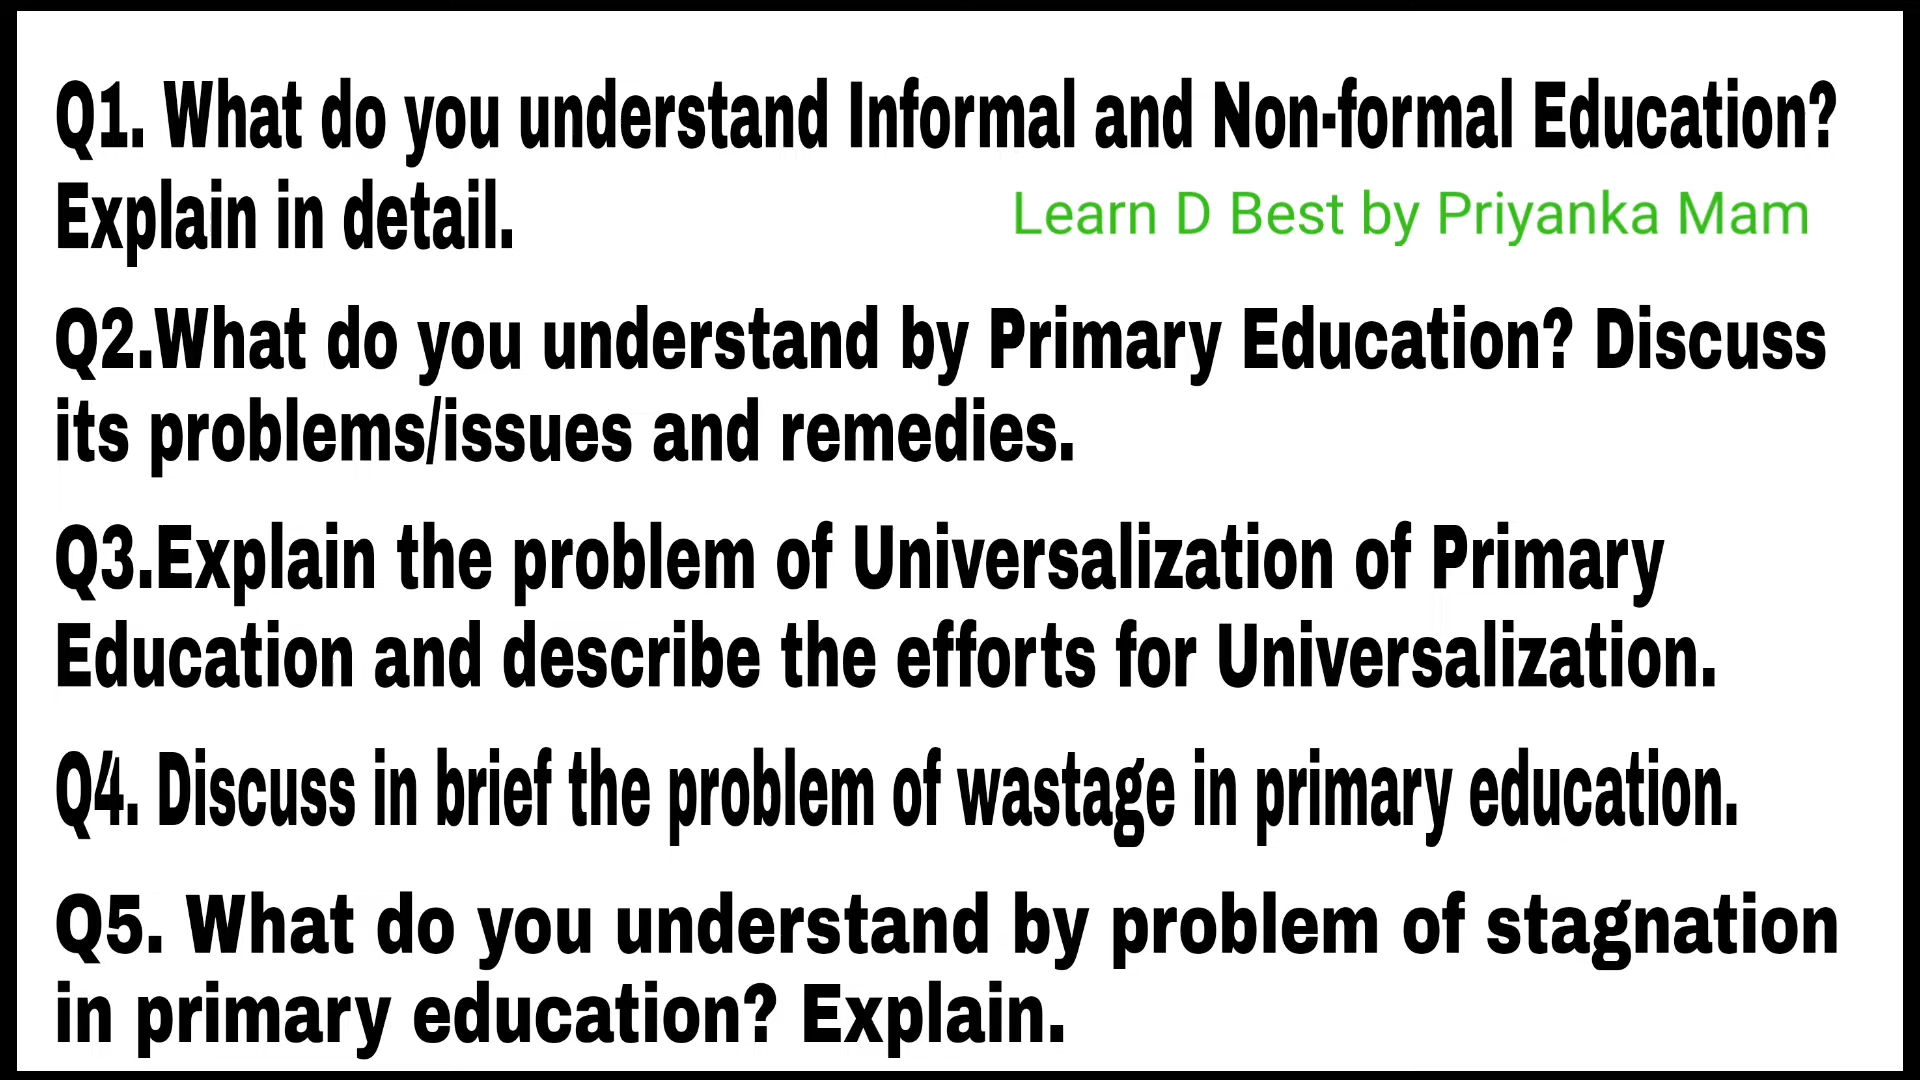 Q1. What do you understand Informal and Non-formal Education?
Explain in detail.
Learn D Best by Priyanka Mam
Q2.What do you understand by Primary Education? Discuss
its problems/issues and remedies.
Q3.Explain the problem of Universalization of Primary
Education and describe the efforts for Universalization.
Q4. Discuss in brief the problem of wastage in primary education.
Q5. What do you understand by problem of stagnation
in primary education? Explain.